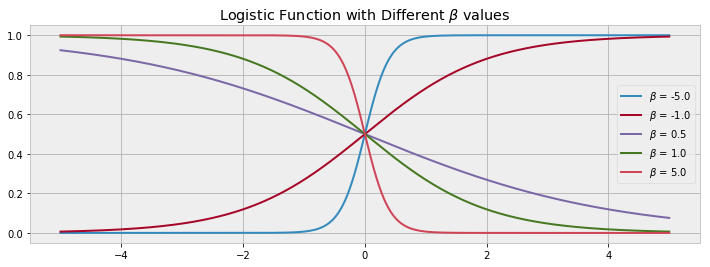 Logistic Function with Different β values
1.0
0.8
0.6
0.4
0.2
0.0
β = -5.0
β = -1.0
β = 0.5
β = 1.0
β = 5.0
−4 −2 0 2 4